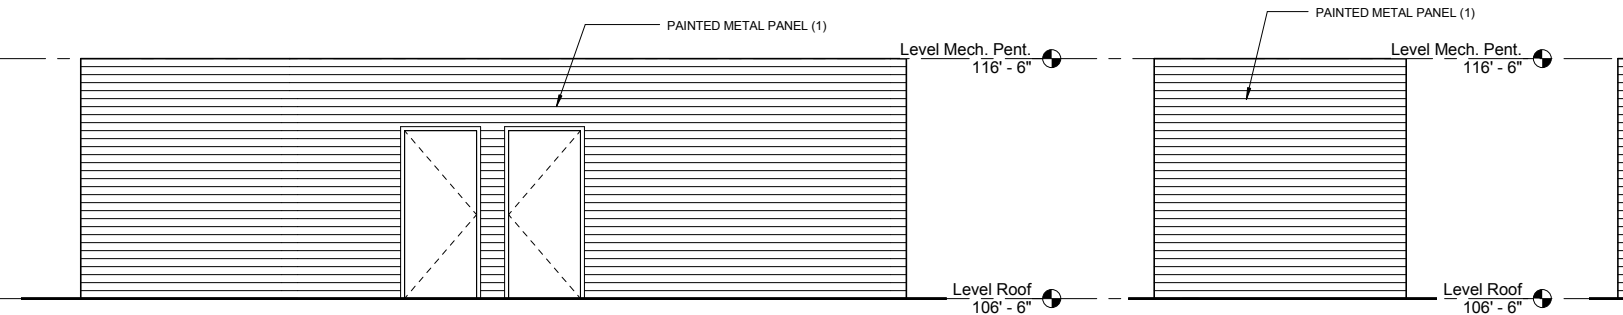 PAINTED METAL PANEL (1)
Level Mech. Pent.
116' - 6"
Level Roof
106' - 6"
PAINTED METAL PANEL (1)
Level Mech. Pent.
116' - 6"
Level Roof
106' - 6"